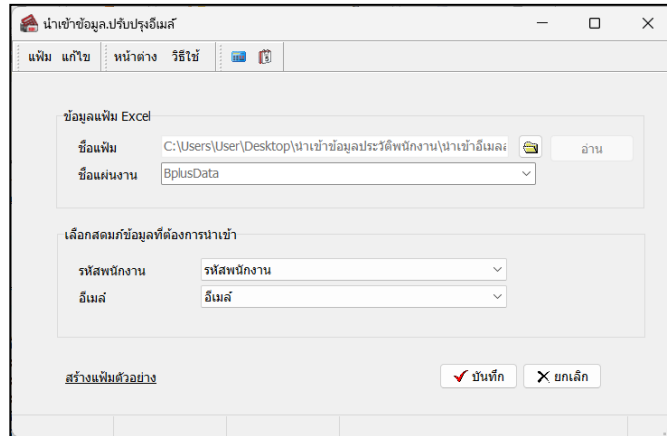 นำเข้าข้อมูล.ปรับปรุงอีเมล์
แฟ้ม แก้ไข หน้าต่าง วิธีใช้
ข้อมูลแฟ้ม Excel
ชื่อแฟ้ม C:\Users\User\Desktop\นำเข้าข้อมูลประวัติพนักงาน\นำเข้าอีเมล อ่าน
ชื่อแผ่นงาน BplusData
เลือกสดมภ์ข้อมูลที่ต้องการนำเข้า
รหัสพนักงาน รหัสพนักงาน
อีเมล์ อีเมล์
สร้างแฟ้มตัวอย่าง บันทึก ยกเลิก